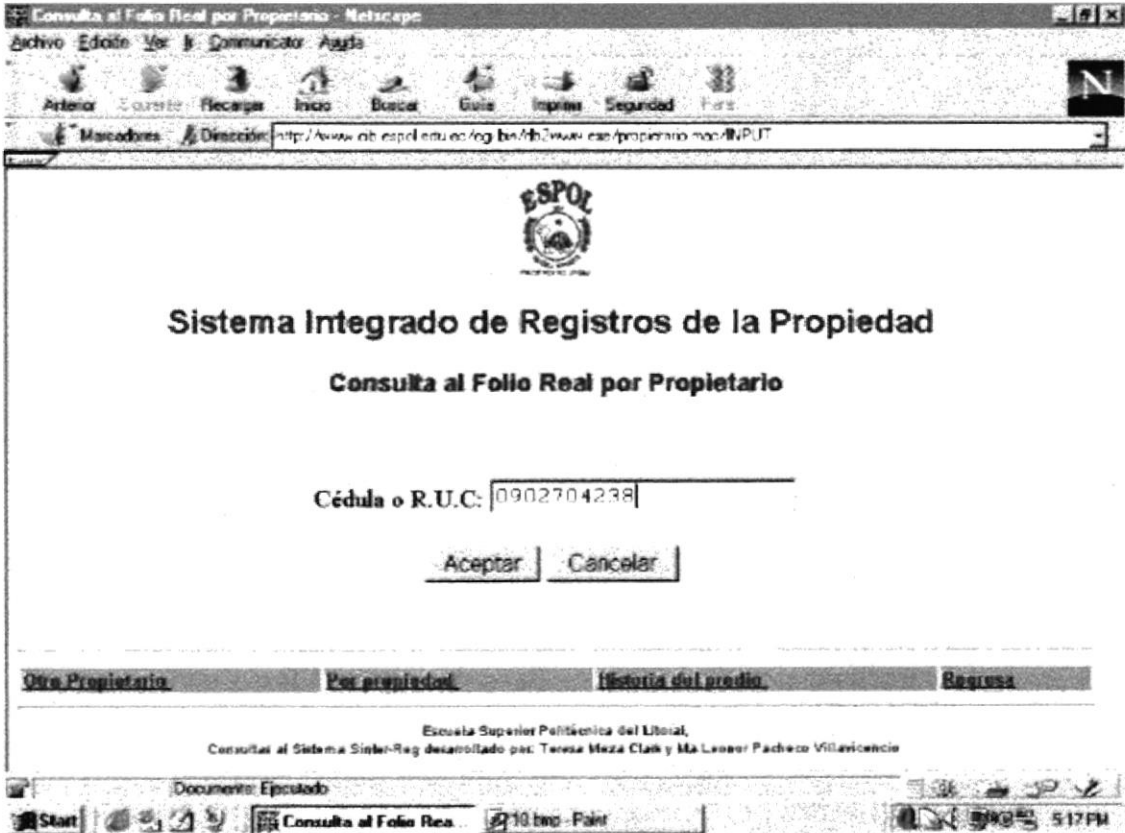 Consulta al Folio Real por Propietario - Netscape
Archivo Edición Ver Ir Communicator Ayuda
Anterior Recargar Inicio Buscar Guía Imprimir Seguridad
N
Marcadores Dirección:
ESPOL
Sistema Integrado de Registros de la Propiedad
Consulta al Folio Real por Propietario
Cédula o R.U.C: 0902704238
Aceptar Cancelar
Otro Propietario Por propiedad Historia del predio Regresa
Escuela Superior Politécnica del Litoral,
Consultas al Sistema Sinter-Reg desarrollado por: Teresa Meza Clark y Ma Leonor Pacheco Villavicencio
Documento: Ejecutado
Start Consulta al Folio Rea... 10.bmp - Paint 5:17 PM